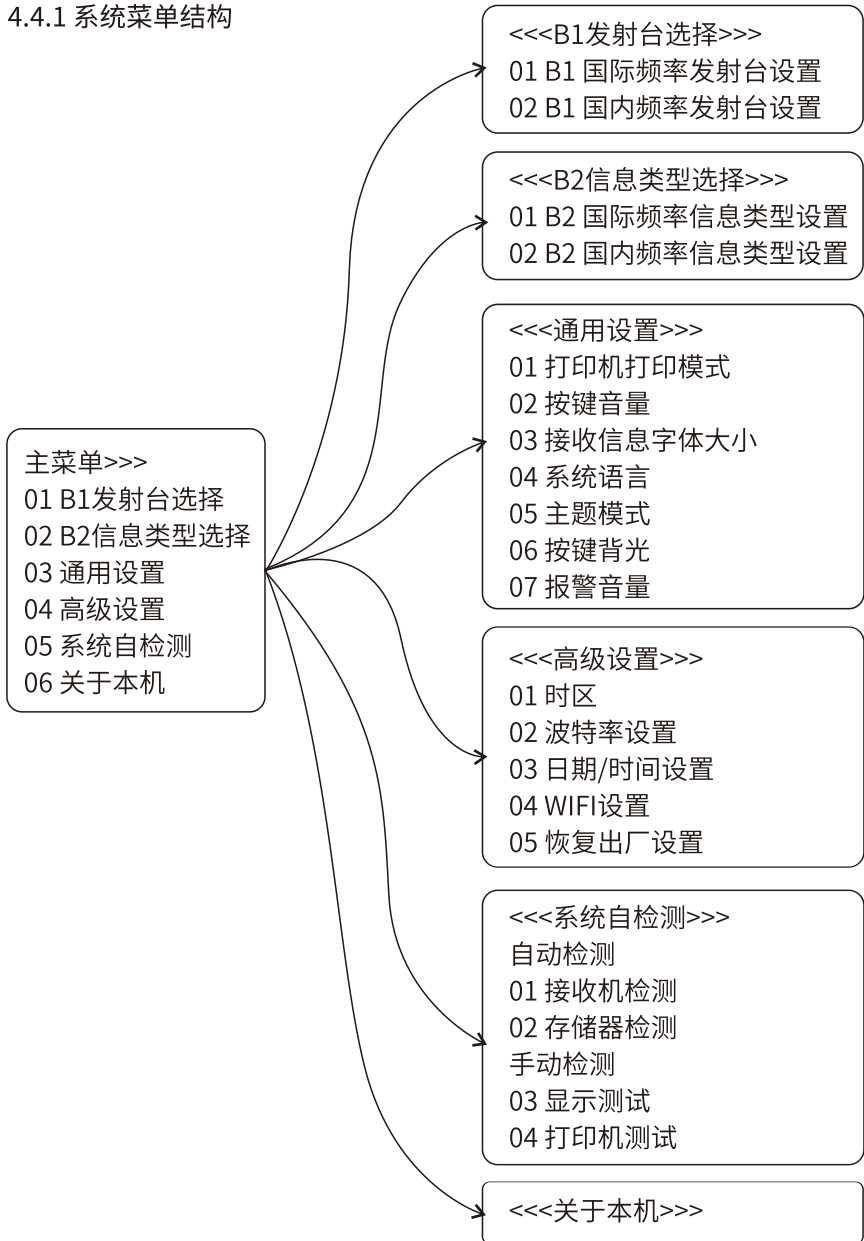 4.4.1 系统菜单结构
主菜单>>>
01 B1发射台选择
02 B2信息类型选择
03 通用设置
04 高级设置
05 系统自检测
06 关于本机
<<<B1发射台选择>>>
01 B1 国际频率发射台设置
02 B1 国内频率发射台设置
<<<B2信息类型选择>>>
01 B2 国际频率信息类型设置
02 B2 国内频率信息类型设置
<<<通用设置>>>
01 打印机打印模式
02 按键音量
03 接收信息字体大小
04 系统语言
05 主题模式
06 按键背光
07 报警音量
<<<高级设置>>>
01 时区
02 波特率设置
03 日期/时间设置
04 WIFI设置
05 恢复出厂设置
<<<系统自检测>>>
自动检测
01 接收机检测
02 存储器检测
手动检测
03 显示测试
04 打印机测试
<<<关于本机>>>